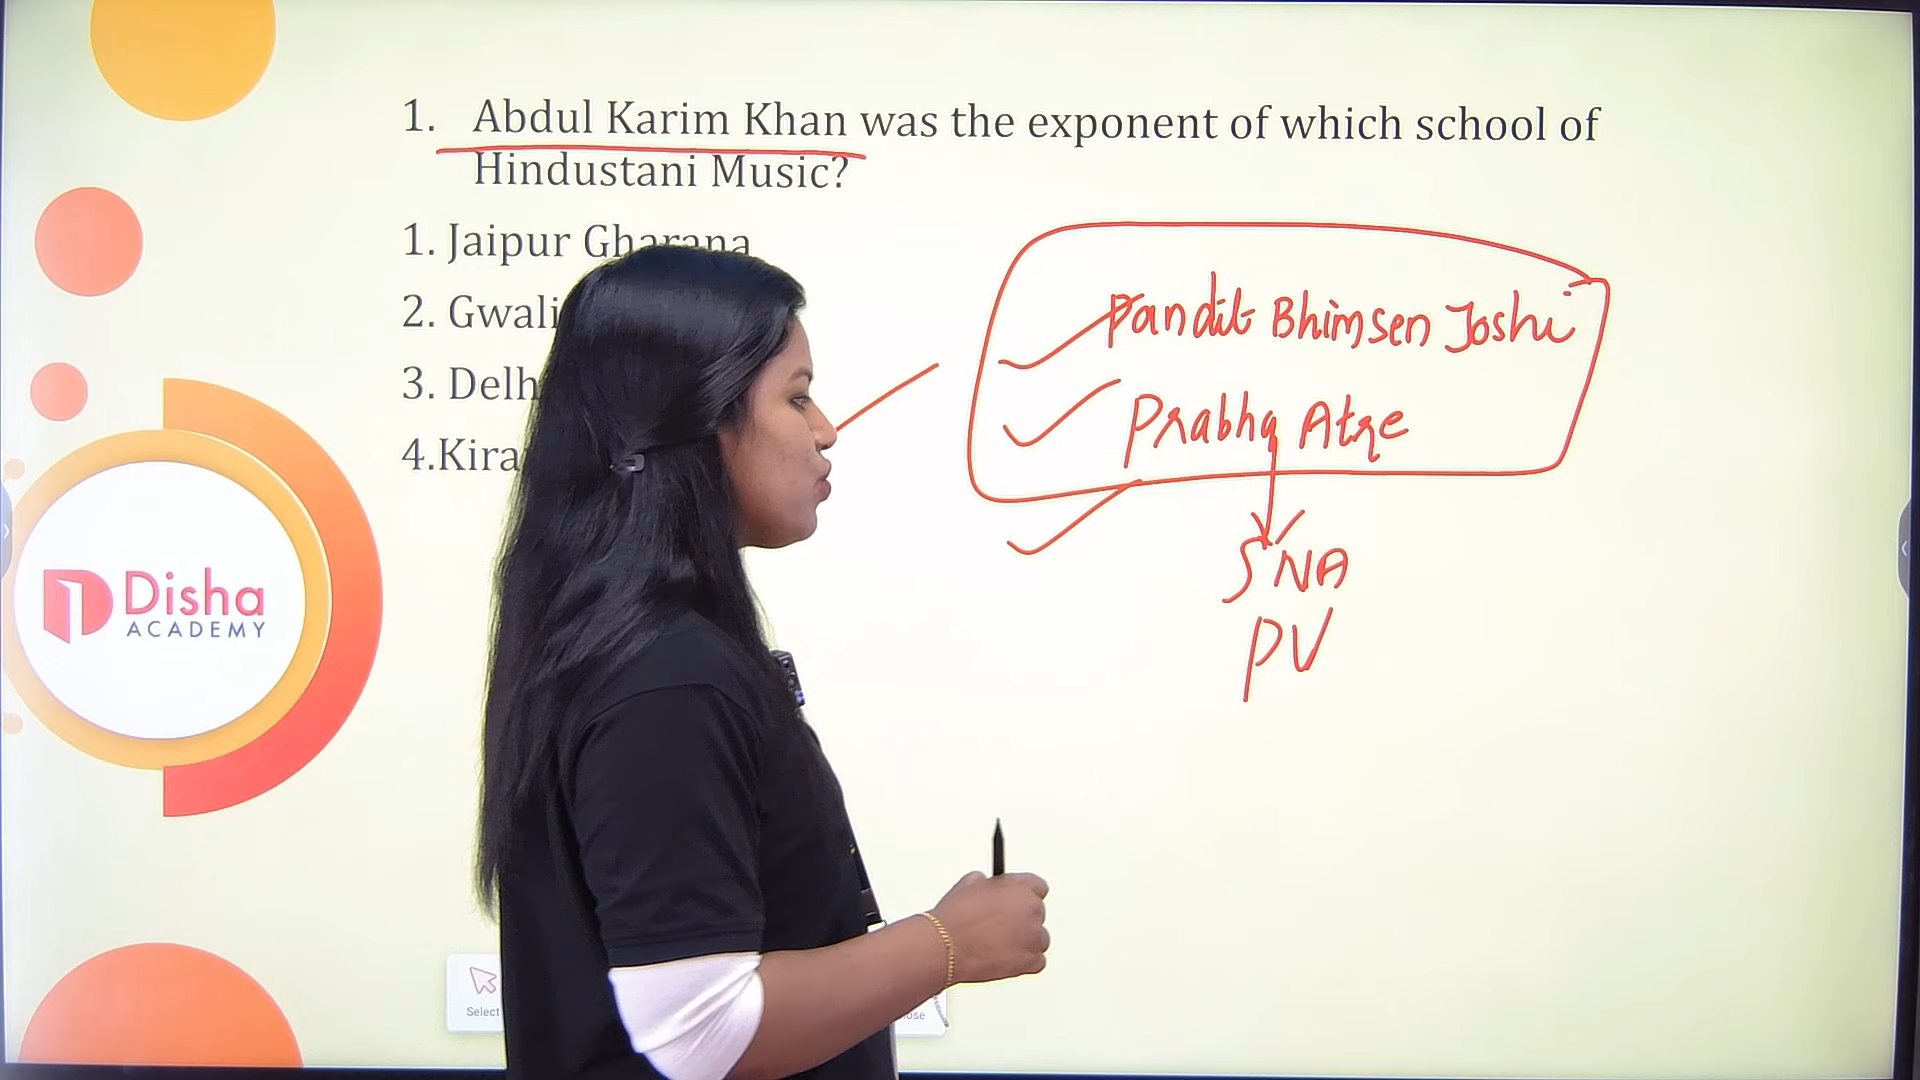 1. Abdul Karim Khan was the exponent of which school of
Hindustani Music?
1. Jaipur Gharana
2. Gwali
3. Delh
4.Kira
Pandit Bhimsen Joshi
Prabha Atre
SNA
PV
Disha
ACADEMY
Select